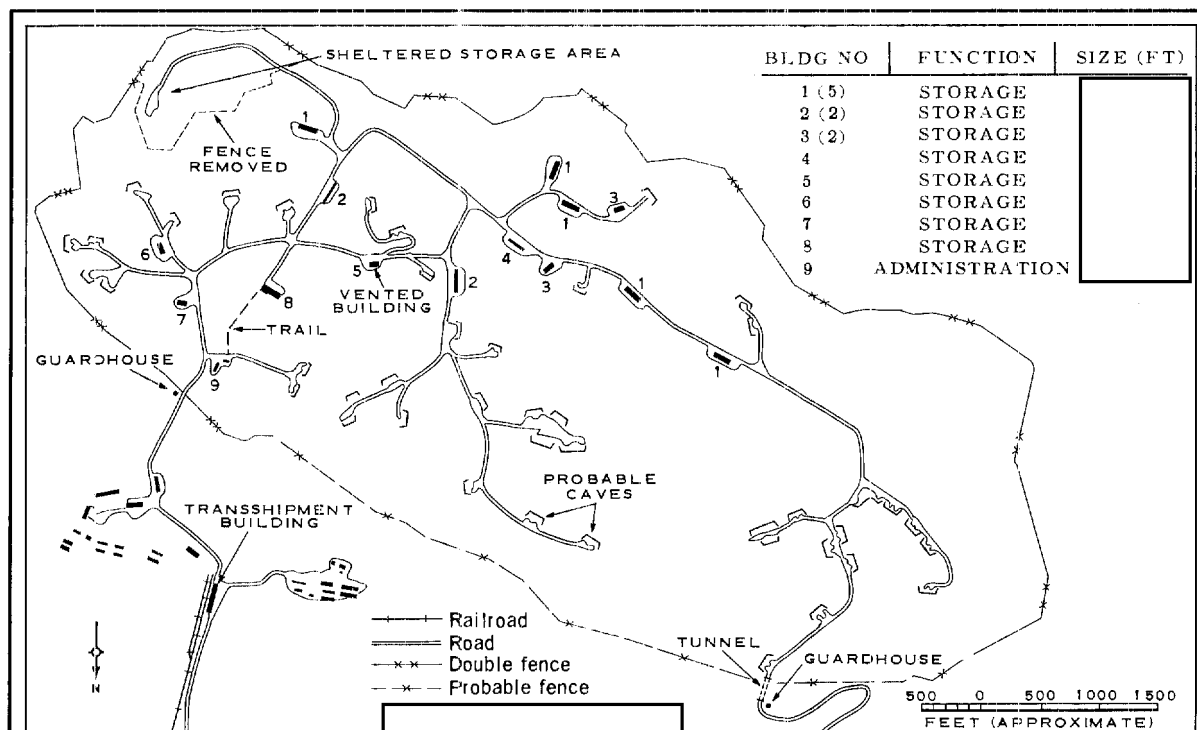 SHELTERED STORAGE AREA
BLDG NO FUNCTION SIZE (FT)
1 (5) STORAGE
2 (2) STORAGE
3 (2) STORAGE
4 STORAGE
5 STORAGE
6 STORAGE
7 STORAGE
8 STORAGE
9 ADMINISTRATION
FENCE
REMOVED
1
2
1
1
3
6
5
4
3
2
1
7
8
VENTED
BUILDING
TRAIL
GUARDHOUSE
9
1
PROBABLE
CAVES
TRANSSHIPMENT
BUILDING
Railroad
Road
Double fence
Probable fence
N
TUNNEL
GUARDHOUSE
500 0 500 1000 1500
FEET (APPROXIMATE)